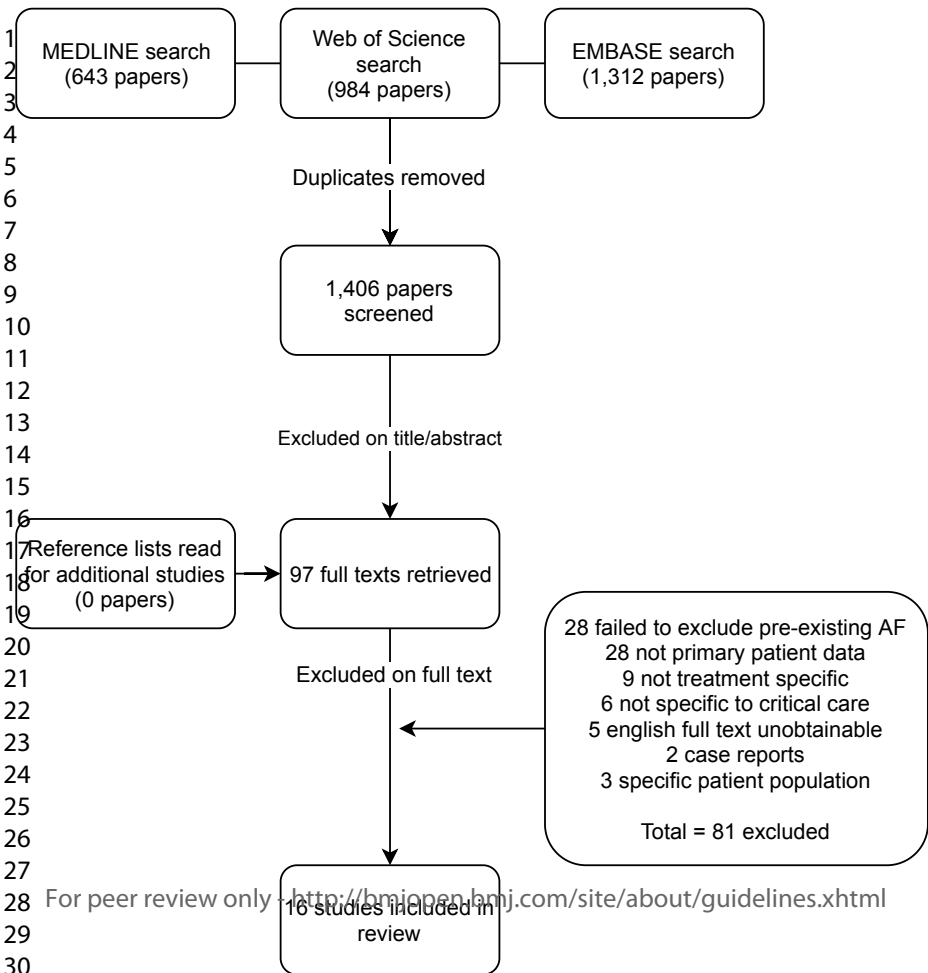 1
2
3
4
5
6
7
8
9
10
11
12
13
14
15
16
17
18
19
20
21
22
23
24
25
26
27
28
29
30
MEDLINE search
(643 papers)
Web of Science
search
(984 papers)
EMBASE search
(1,312 papers)
Duplicates removed
1,406 papers
screened
Excluded on title/abstract
Reference lists read
for additional studies
(0 papers)
97 full texts retrieved
Excluded on full text
28 failed to exclude pre-existing AF
28 not primary patient data
9 not treatment specific
6 not specific to critical care
5 english full text unobtainable
2 case reports
3 specific patient population
Total = 81 excluded
16 studies included in
review
For peer review only - http://bmjopen.bmj.com/site/about/guidelines.xhtml